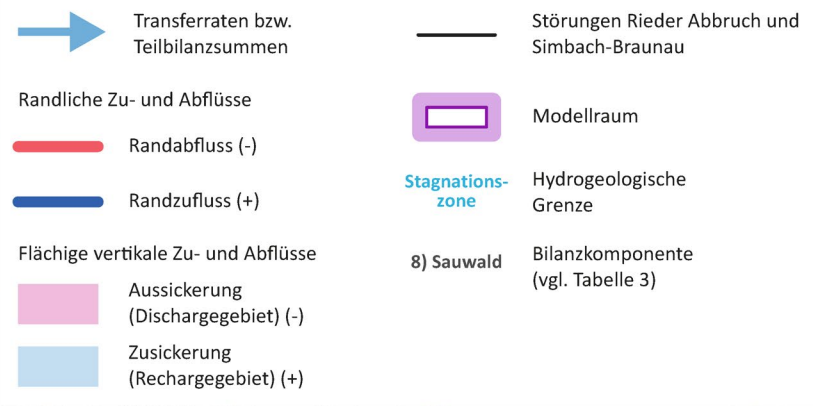 Transferraten bzw.
Teilbilanzsummen
Randliche Zu- und Abflüsse
Randabfluss (-)
Randzufluss (+)
Flächige vertikale Zu- und Abflüsse
Aussickerung
(Dischargegebiet) (-)
Zusickerung
(Rechargegebiet) (+)
Störungen Rieder Abbruch und
Simbach-Braunau
Modellraum
Stagnations-
zone
Hydrogeologische
Grenze
8) Sauwald
Bilanzkomponente
(vgl. Tabelle 3)